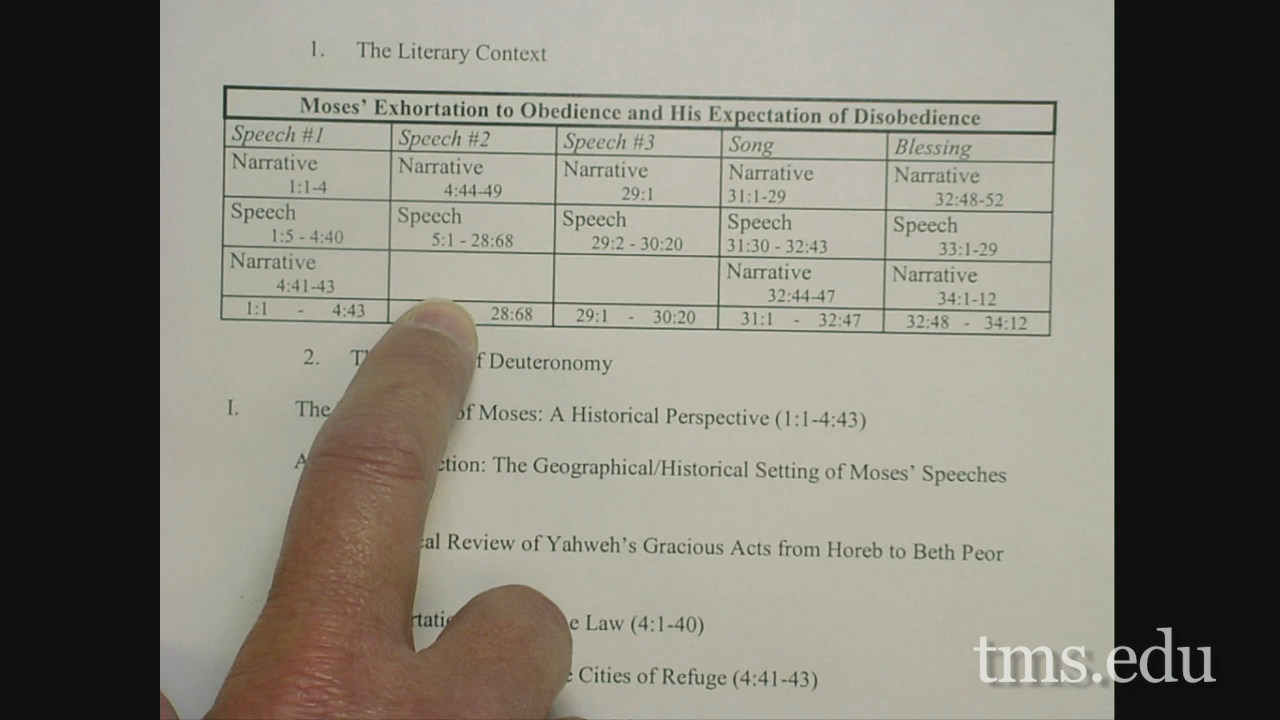 1. The Literary Context
Moses' Exhortation to Obedience and His Expectation of Disobedience
Speech #1 Speech #2 Speech #3 Song Blessing
Narrative Narrative Narrative Narrative Narrative
1:1-4 4:44-49 29:1 31:1-29 32:48-52
Speech Speech Speech Speech Speech
1:5 - 4:40 5:1 - 28:68 29:2 - 30:20 31:30 - 32:43 33:1-29
Narrative Narrative Narrative
4:41-43 32:44-47 34:1-12
1:1 - 4:43 28:68 29:1 - 30:20 31:1 - 32:47 32:48 - 34:12
2. of Deuteronomy
I. The of Moses: A Historical Perspective (1:1-4:43)
The Geographical/Historical Setting of Moses' Speeches
Review of Yahweh's Gracious Acts from Horeb to Beth Peor
Law (4:1-40)
Cities of Refuge (4:41-43)
tms.edu